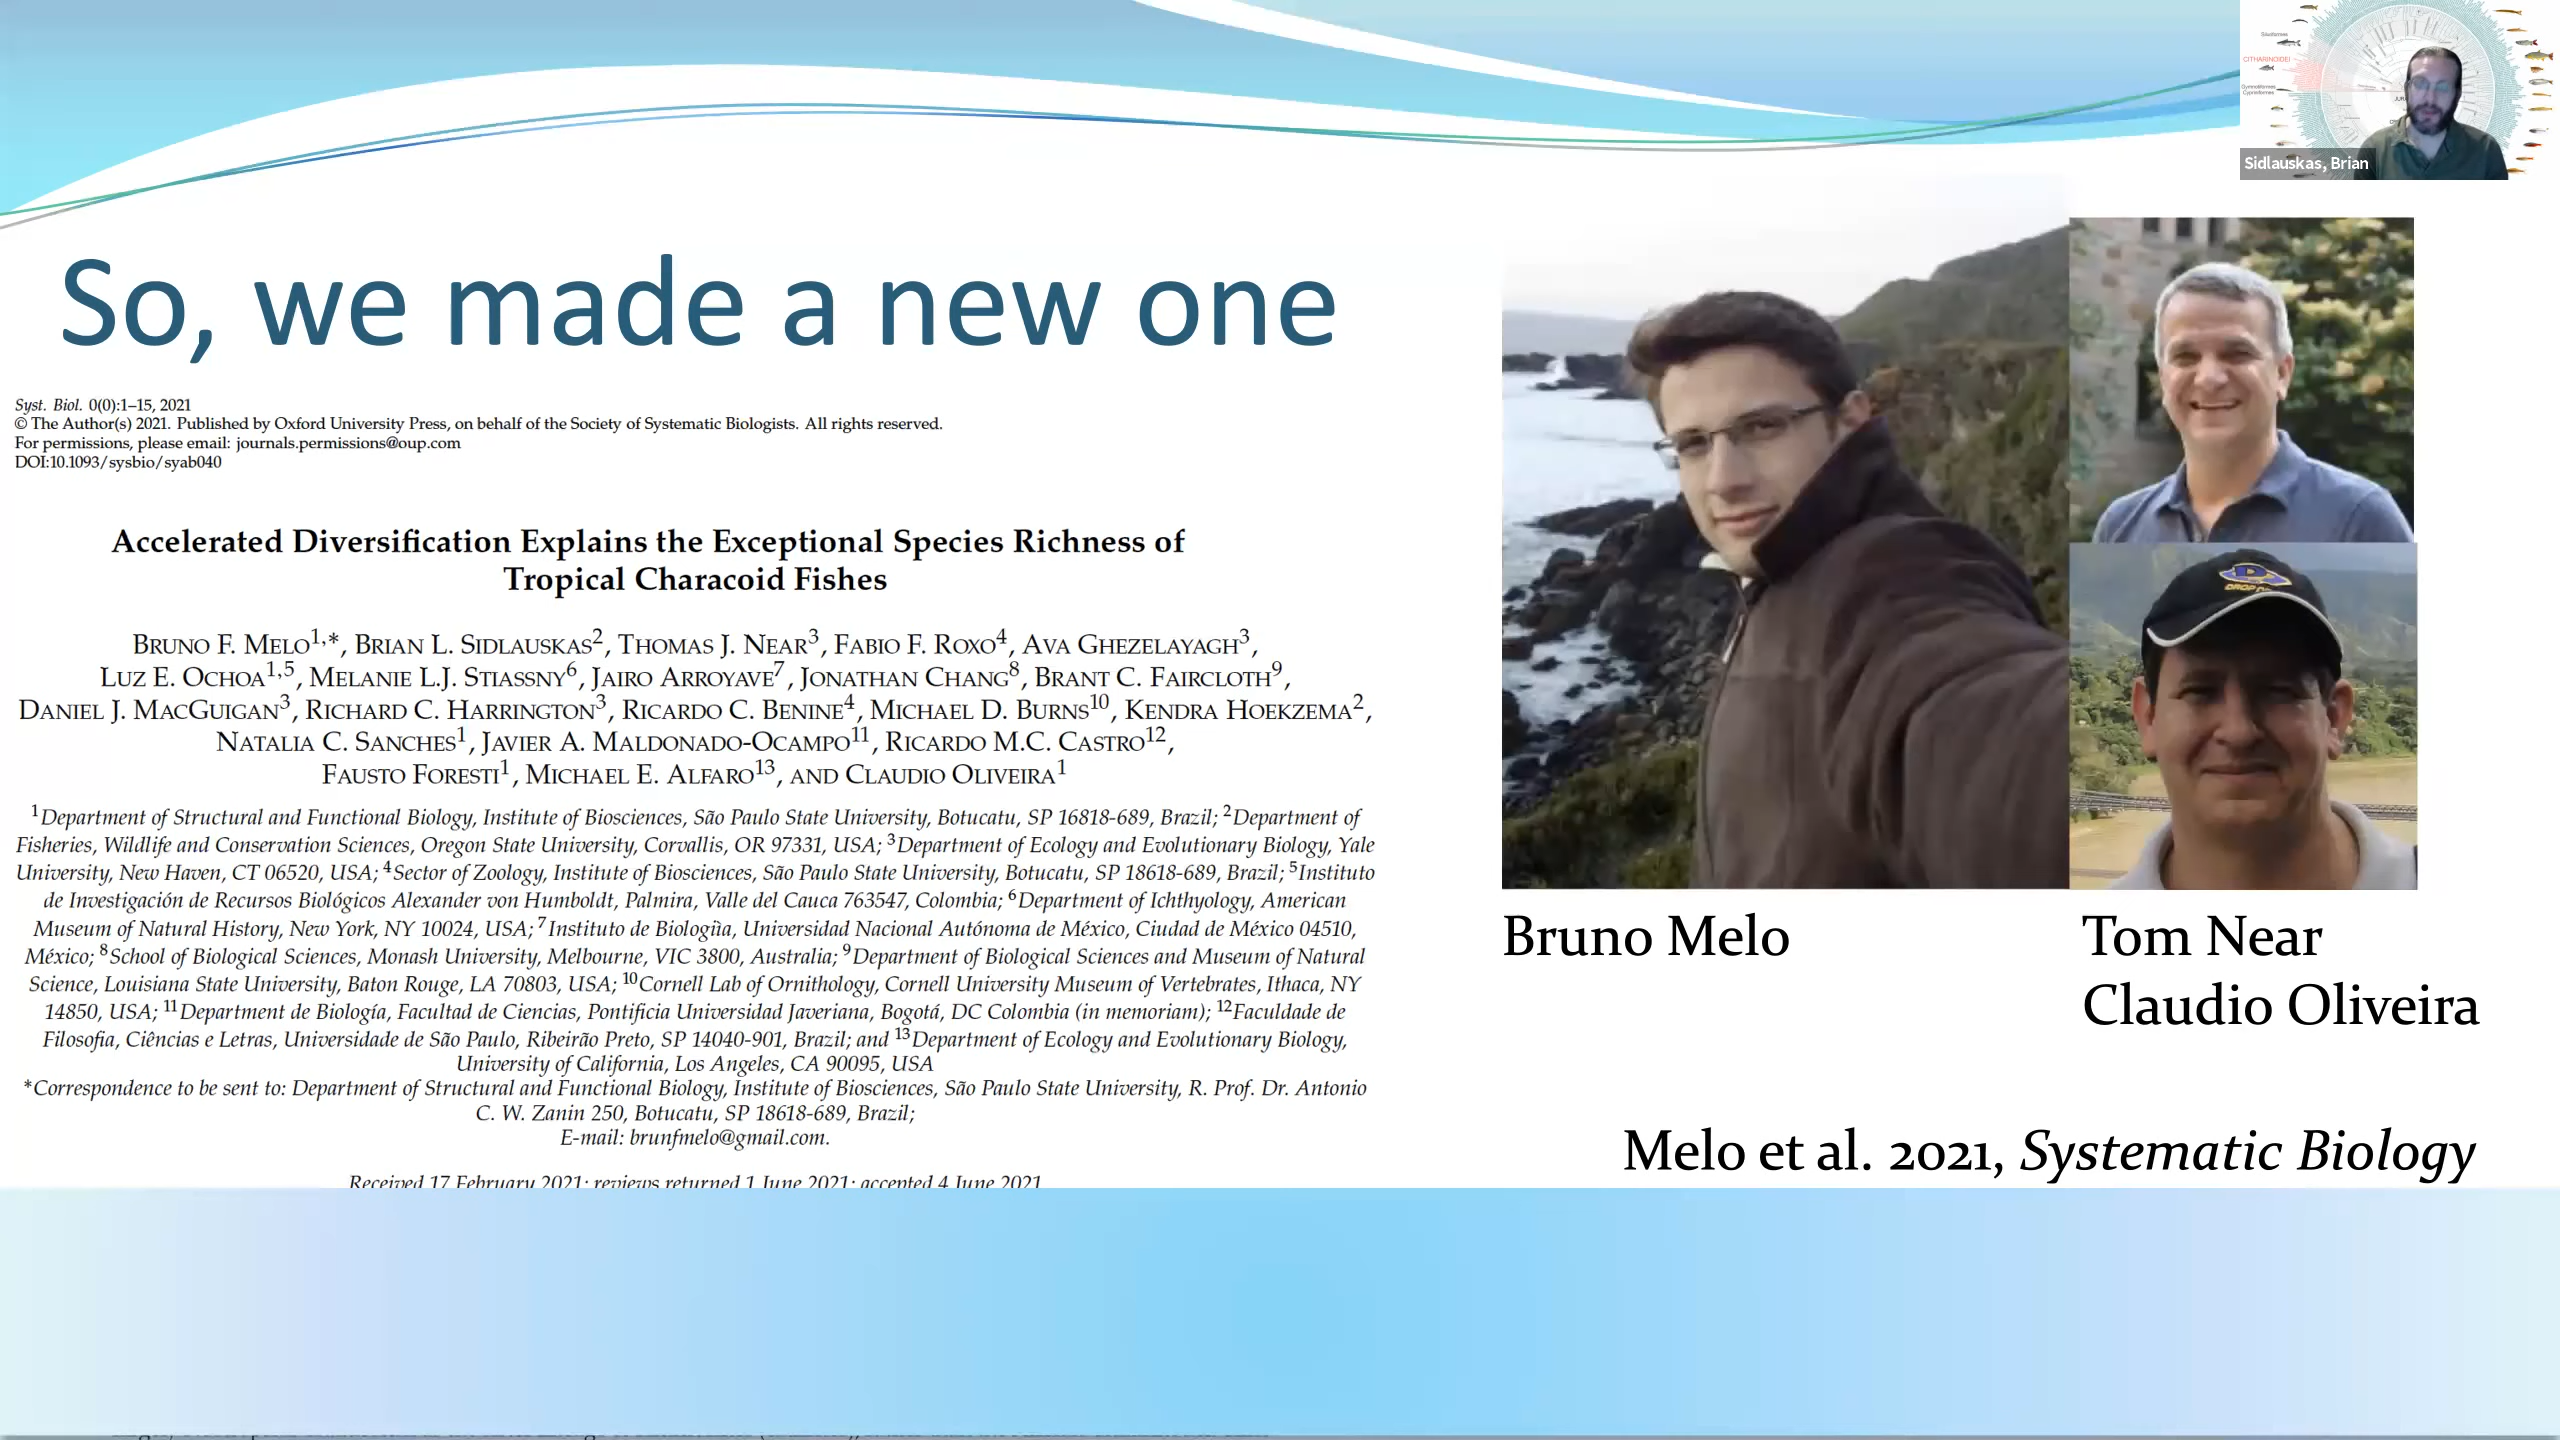 So, we made a new one
Syst. Biol. 0(0):1–15, 2021
© The Author(s) 2021. Published by Oxford University Press, on behalf of the Society of Systematic Biologists. All rights reserved.
For permissions, please email: journals.permissions@oup.com
DOI:10.1093/sysbio/syab040
Accelerated Diversification Explains the Exceptional Species Richness of
Tropical Characoid Fishes
BRUNO F. MELO1,*, BRIAN L. SIDLAUSKAS2, THOMAS J. NEAR3, FABIO F. ROXO4, AVA GHEZELAYAGH3,
LUZ E. OCHOA1,5, MELANIE L.J. STIASSNY6, JAIRO ARROYAVE7, JONATHAN CHANG8, BRANT C. FAIRCLOTH9,
DANIEL J. MACGUIGAN3, RICHARD C. HARRINGTON3, RICARDO C. BENINE4, MICHAEL D. BURNS10, KENDRA HOEKZEMA2,
NATALIA C. SANCHES1, JAVIER A. MALDONADO-OCAMPO11, RICARDO M.C. CASTRO12,
FAUSTO FORESTI1, MICHAEL E. ALFARO13, AND CLAUDIO OLIVEIRA1
1Department of Structural and Functional Biology, Institute of Biosciences, São Paulo State University, Botucatu, SP 16818-689, Brazil; 2Department of
Fisheries, Wildlife and Conservation Sciences, Oregon State University, Corvallis, OR 97331, USA; 3Department of Ecology and Evolutionary Biology, Yale
University, New Haven, CT 06520, USA; 4Sector of Zoology, Institute of Biosciences, São Paulo State University, Botucatu, SP 18618-689, Brazil; 5Instituto
de Investigación de Recursos Biológicos Alexander von Humboldt, Palmira, Valle del Cauca 763547, Colombia; 6Department of Ichthyology, American
Museum of Natural History, New York, NY 10024, USA; 7Instituto de Biologìia, Universidad Nacional Autónoma de México, Ciudad de México 04510,
México; 8School of Biological Sciences, Monash University, Melbourne, VIC 3800, Australia; 9Department of Biological Sciences and Museum of Natural
Science, Louisiana State University, Baton Rouge, LA 70803, USA; 10Cornell Lab of Ornithology, Cornell University Museum of Vertebrates, Ithaca, NY
14850, USA; 11Department de Biología, Facultad de Ciencias, Pontificia Universidad Javeriana, Bogotá, DC Colombia (in memoriam); 12Faculdade de
Filosofia, Ciências e Letras, Universidade de São Paulo, Ribeirão Preto, SP 14040-901, Brazil; and 13Department of Ecology and Evolutionary Biology,
University of California, Los Angeles, CA 90095, USA
*Correspondence to be sent to: Department of Structural and Functional Biology, Institute of Biosciences, São Paulo State University, R. Prof. Dr. Antonio
C. W. Zanin 250, Botucatu, SP 18618-689, Brazil;
E-mail: brunfmelo@gmail.com.
Received 17 February 2021; reviews returned 1 June 2021; accepted 4 June 2021
Sidlauskas, Brian
CITHARINOIDEI
Bruno Melo
Tom Near
Claudio Oliveira
Melo et al. 2021, Systematic Biology